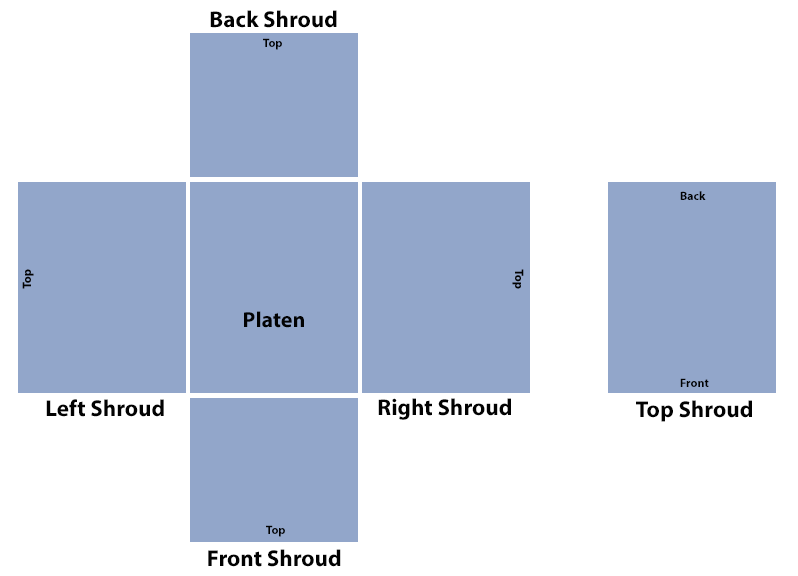 Back Shroud
Top
Top
Platen
Top
Left Shroud
Right Shroud
Top
Front Shroud
Back
Front
Top Shroud